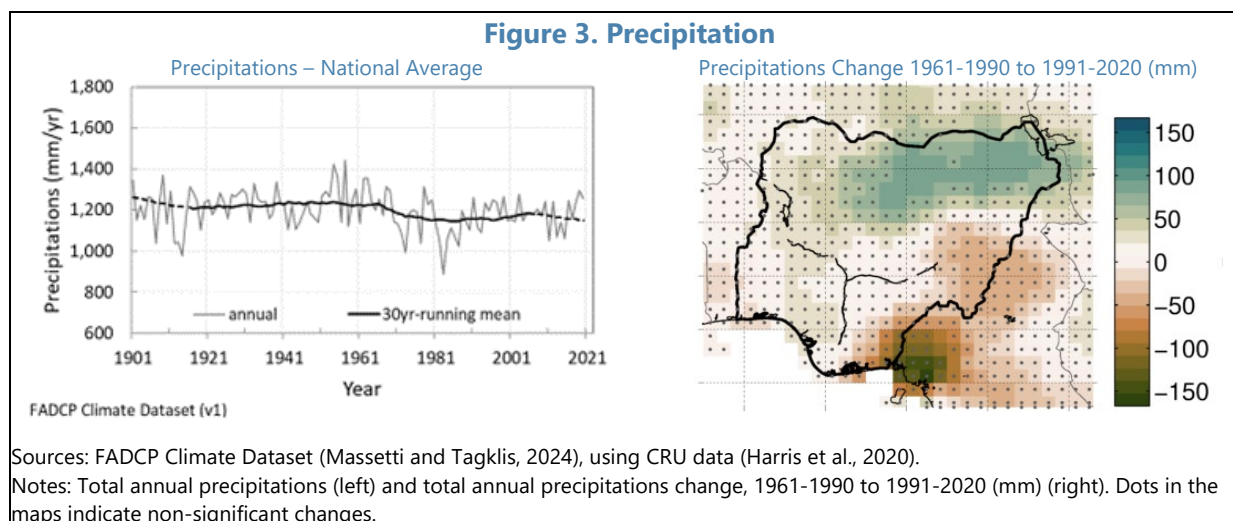 Figure 3. Precipitation
Precipitations – National Average
Precipitations (mm/yr)
1,800
1,600
1,400
1,200
1,000
800
600
annual
30yr-running mean
1901
1921
1941
1961
1981
2001
2021
Year
FADCP Climate Dataset (v1)
Precipitations Change 1961-1990 to 1991-2020 (mm)
150
100
50
0
−50
−100
−150
Sources: FADCP Climate Dataset (Massetti and Tagklis, 2024), using CRU data (Harris et al., 2020).
Notes: Total annual precipitations (left) and total annual precipitations change, 1961-1990 to 1991-2020 (mm) (right). Dots in the
maps indicate non-significant changes.